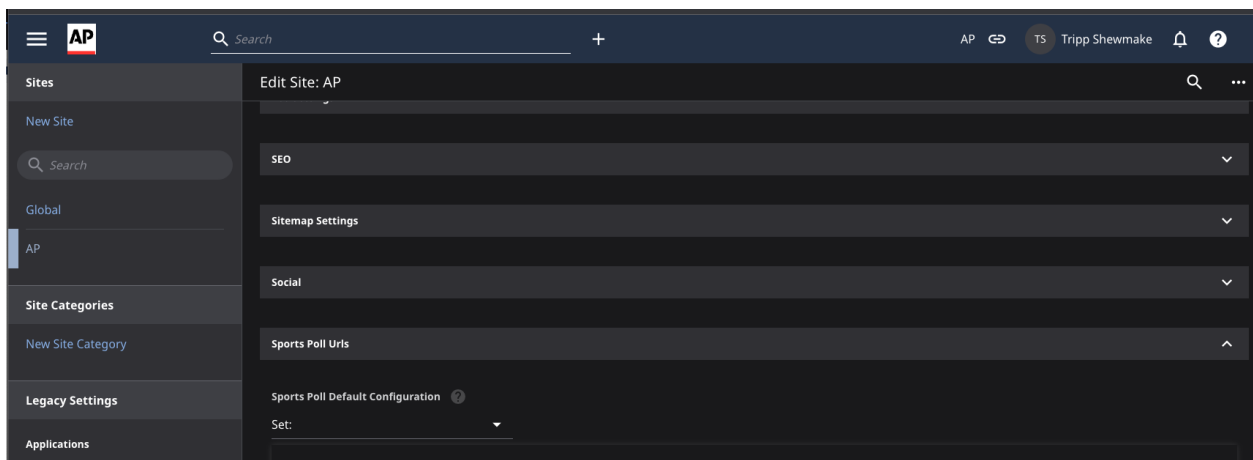 AP
Search
+
AP
TS
Tripp Shewmake
?
Sites
New Site
Search
Global
AP
Site Categories
New Site Category
Legacy Settings
Applications
Edit Site: AP
SEO
Sitemap Settings
Social
Sports Poll Urls
Sports Poll Default Configuration ?
Set: